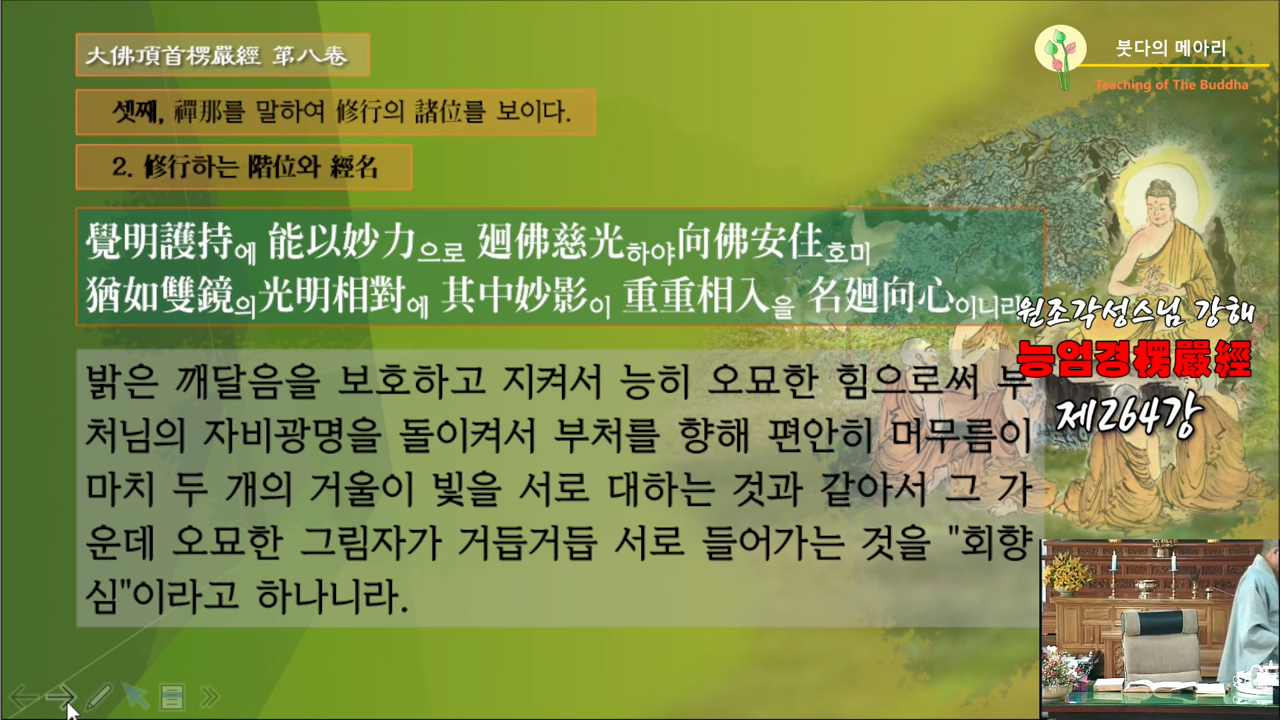 大佛頂首楞嚴經 第八卷
붓다의 메아리
Teaching of The Buddha
셋째, 禪那를 말하여 修行의 諸位를 보이다.
2. 修行하는 階位와 經名
覺明護持에 能以妙力으로 廻佛慈光하야向佛安住호미
猶如雙鏡의光明相對에 其中妙影이 重重相入을 名廻向心이니라
원조각성스님 강해
능엄경楞嚴經
제264강
밝은 깨달음을 보호하고 지켜서 능히 오묘한 힘으로써 부
처님의 자비광명을 돌이켜서 부처를 향해 편안히 머무름이
마치 두 개의 거울이 빛을 서로 대하는 것과 같아서 그 가
운데 오묘한 그림자가 거듭거듭 서로 들어가는 것을 "회향
심"이라고 하나니라.